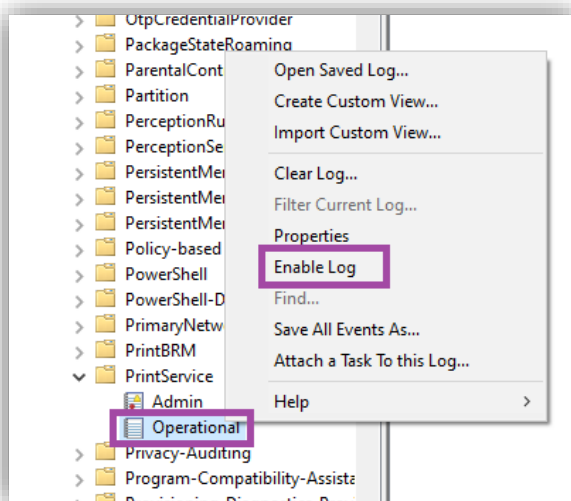 OtpCredentialProvider
PackageStateRoaming
ParentalCont
Partition
PerceptionRu
PerceptionSe
PersistentMe
PersistentMe
PersistentMe
Policy-based
PowerShell
PowerShell-D
PrimaryNetw
PrintBRM
PrintService
Admin
Operational
Privacy-Auditing
Program-Compatibility-Assista
Open Saved Log...
Create Custom View...
Import Custom View...
Clear Log...
Filter Current Log...
Properties
Enable Log
Find...
Save All Events As...
Attach a Task To this Log...
Help